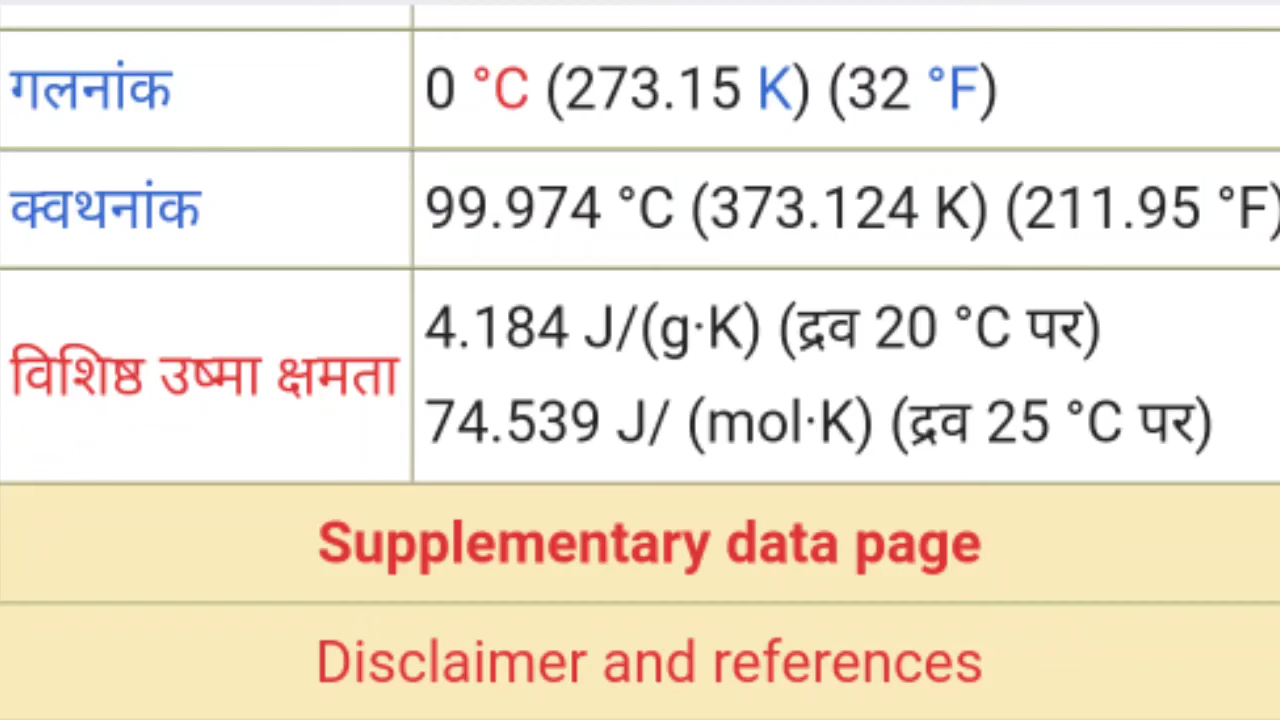 गलनांक 0 °C (273.15 K) (32 °F)
क्वथनांक 99.974 °C (373.124 K) (211.95 °F)
विशिष्ठ उष्मा क्षमता 4.184 J/(g·K) (द्रव 20 °C पर)
74.539 J/ (mol·K) (द्रव 25 °C पर)
Supplementary data page
Disclaimer and references